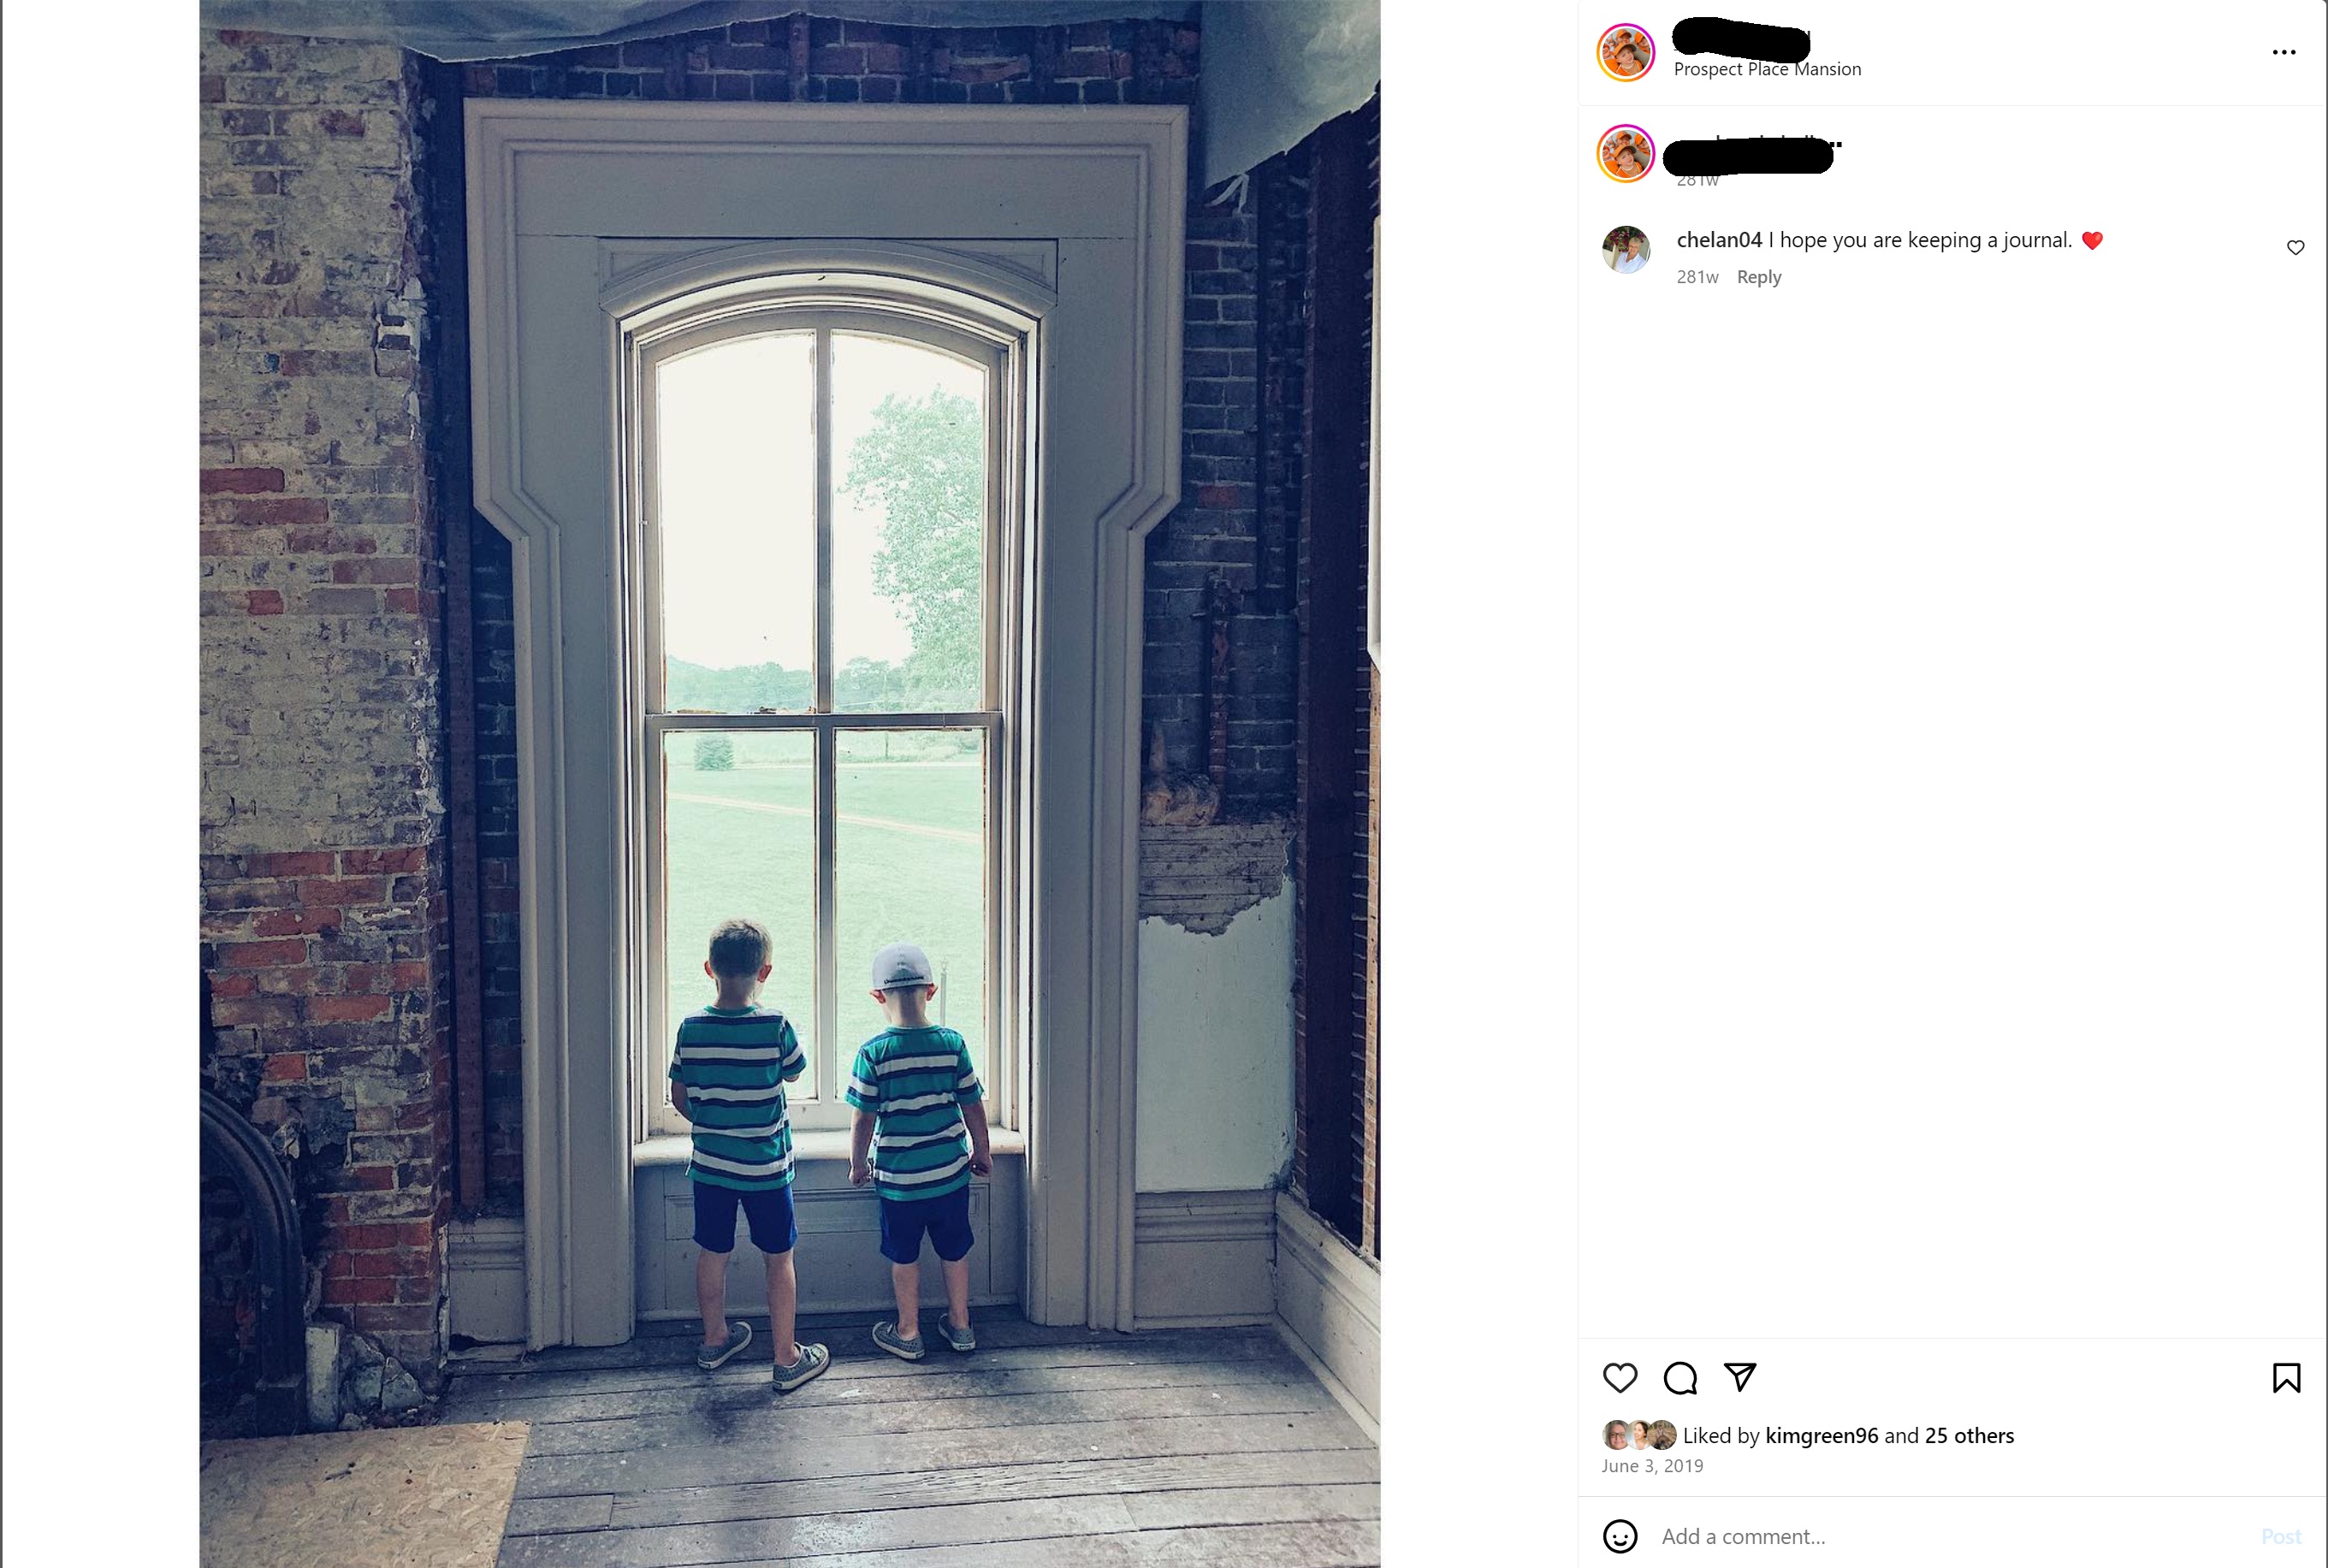 Prospect Place Mansion
281w
chelan04 I hope you are keeping a journal. ❤️
281w Reply
Liked by kimgreen96 and 25 others
June 3, 2019
Add a comment... Post